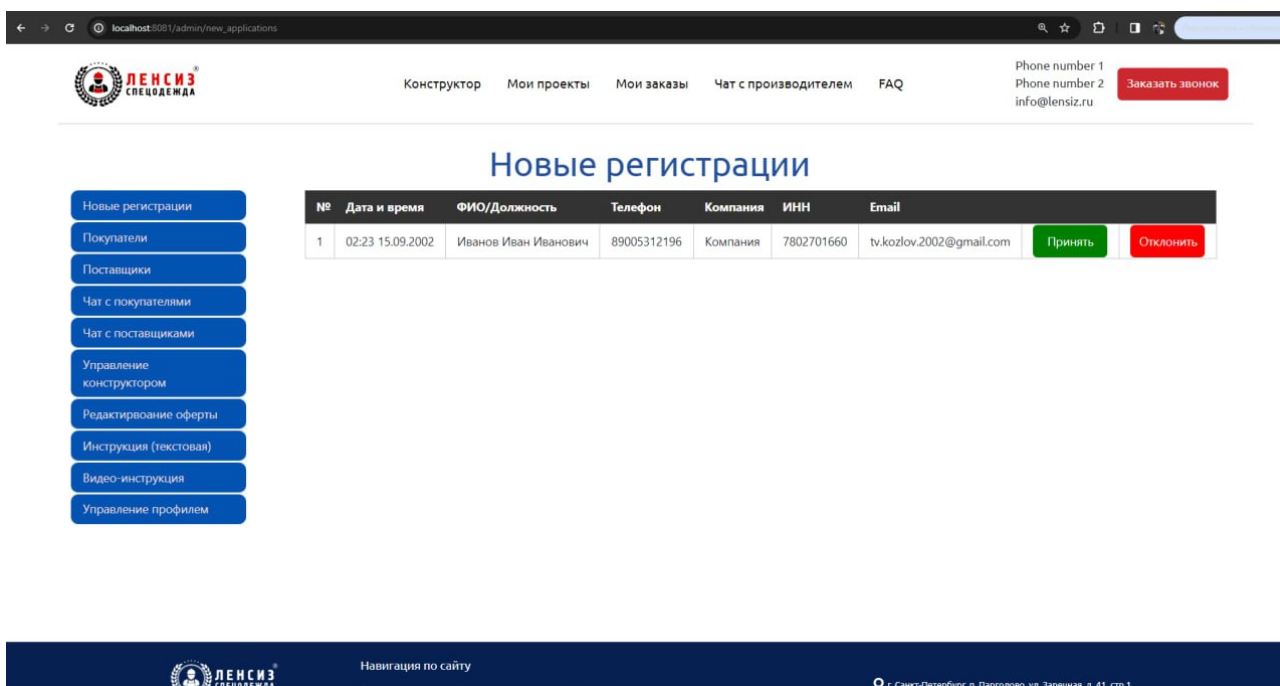 localhost:8081/admin/new_applications
ЛЕНСИЗ®
СПЕЦОДЕЖДА
Конструктор Мои проекты Мои заказы Чат с производителем FAQ
Phone number 1
Phone number 2
info@lensiz.ru
Заказать звонок
Новые регистрации
Новые регистрации
Покупатели
Поставщики
Чат с покупателями
Чат с поставщиками
Управление
конструктором
Редактирвоание оферты
Инструкция (текстовая)
Видео-инструкция
Управление профилем
№ Дата и время ФИО/Должность Телефон Компания ИНН Email
1 02:23 15.09.2002 Иванов Иван Иванович 89005312196 Компания 7802701660 tv.kozlov.2002@gmail.com Принять Отклонить
ЛЕНСИЗ®
СПЕЦОДЕЖДА
Навигация по сайту
г. Санкт-Петербург, п. Парголово, ул. Заречная, д. 41, стр.1